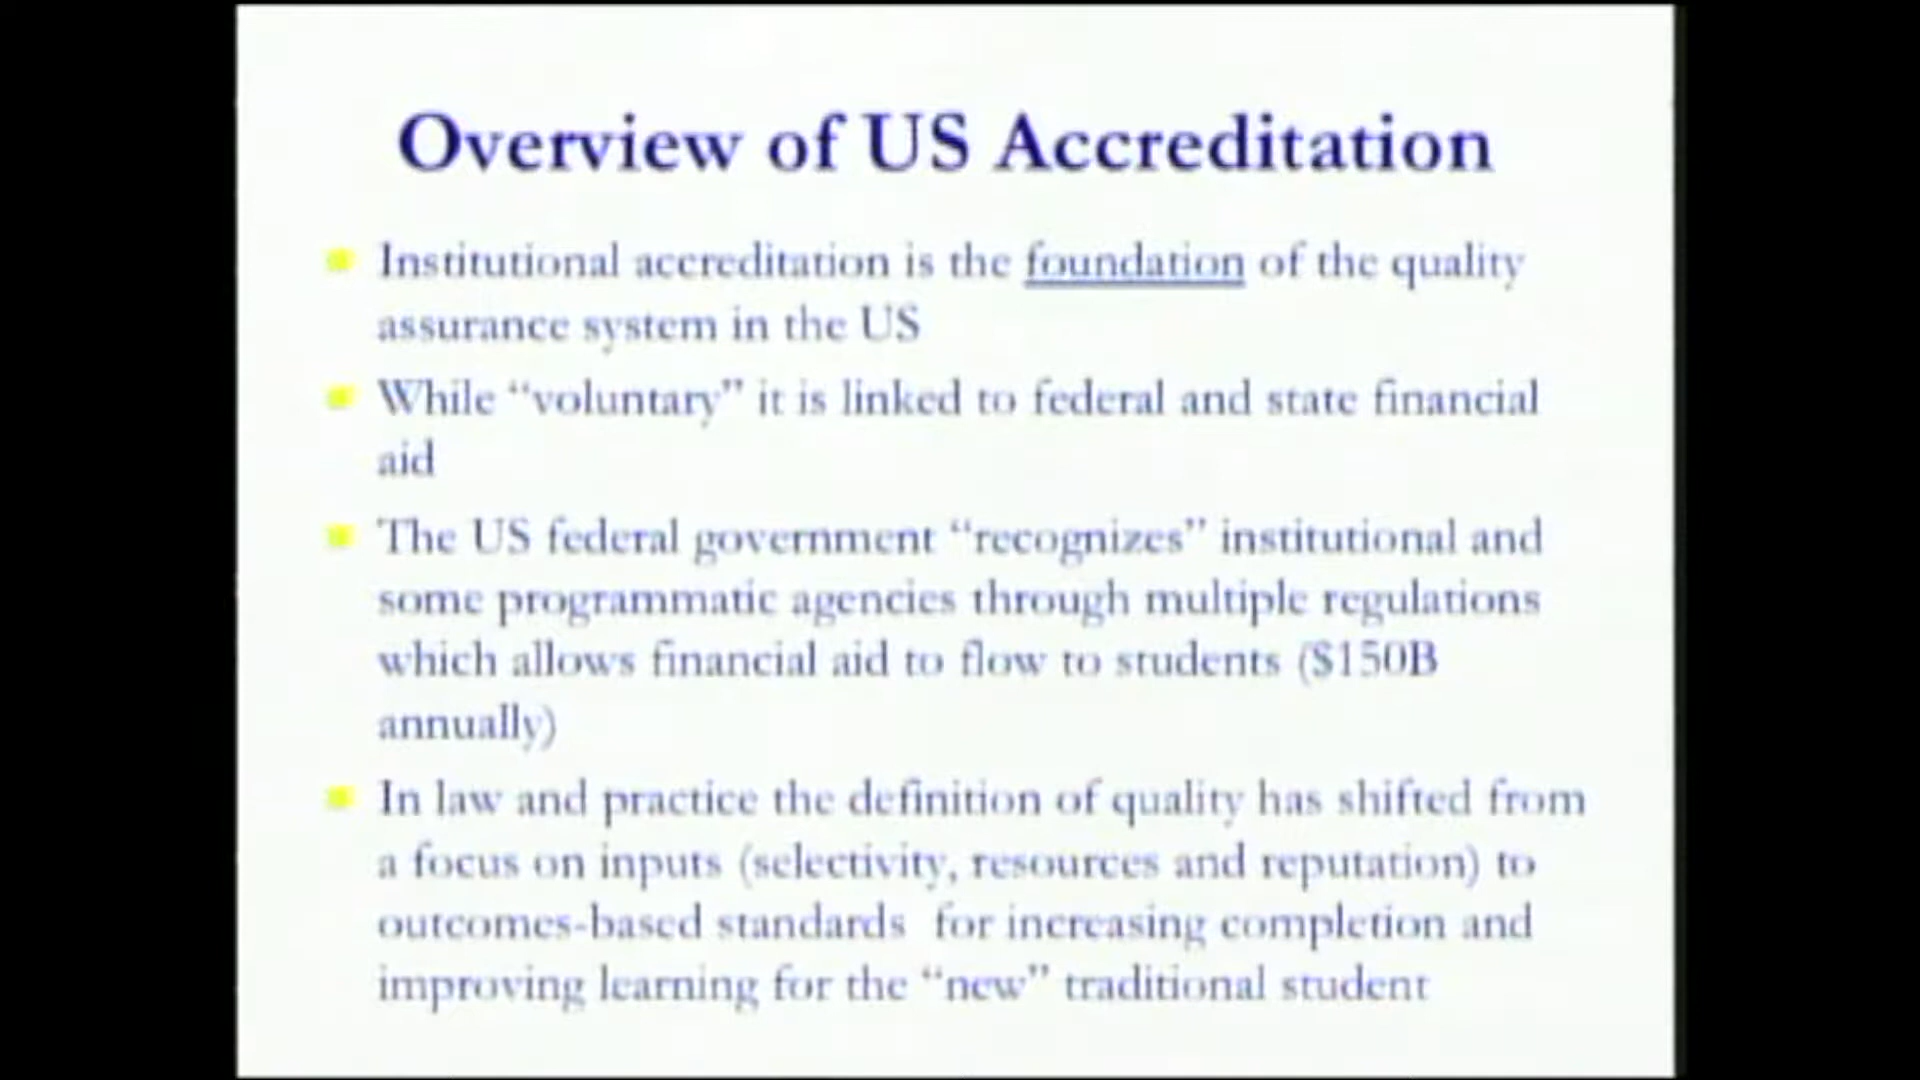 Overview of US Accreditation
Institutional accreditation is the foundation of the quality
assurance system in the US
While “voluntary” it is linked to federal and state financial
aid
The US federal government “recognizes” institutional and
some programmatic agencies through multiple regulations
which allows financial aid to flow to students ($150B
annually)
In law and practice the definition of quality has shifted from
a focus on inputs (selectivity, resources and reputation) to
outcomes-based standards  for increasing completion and
improving learning for the “new” traditional student